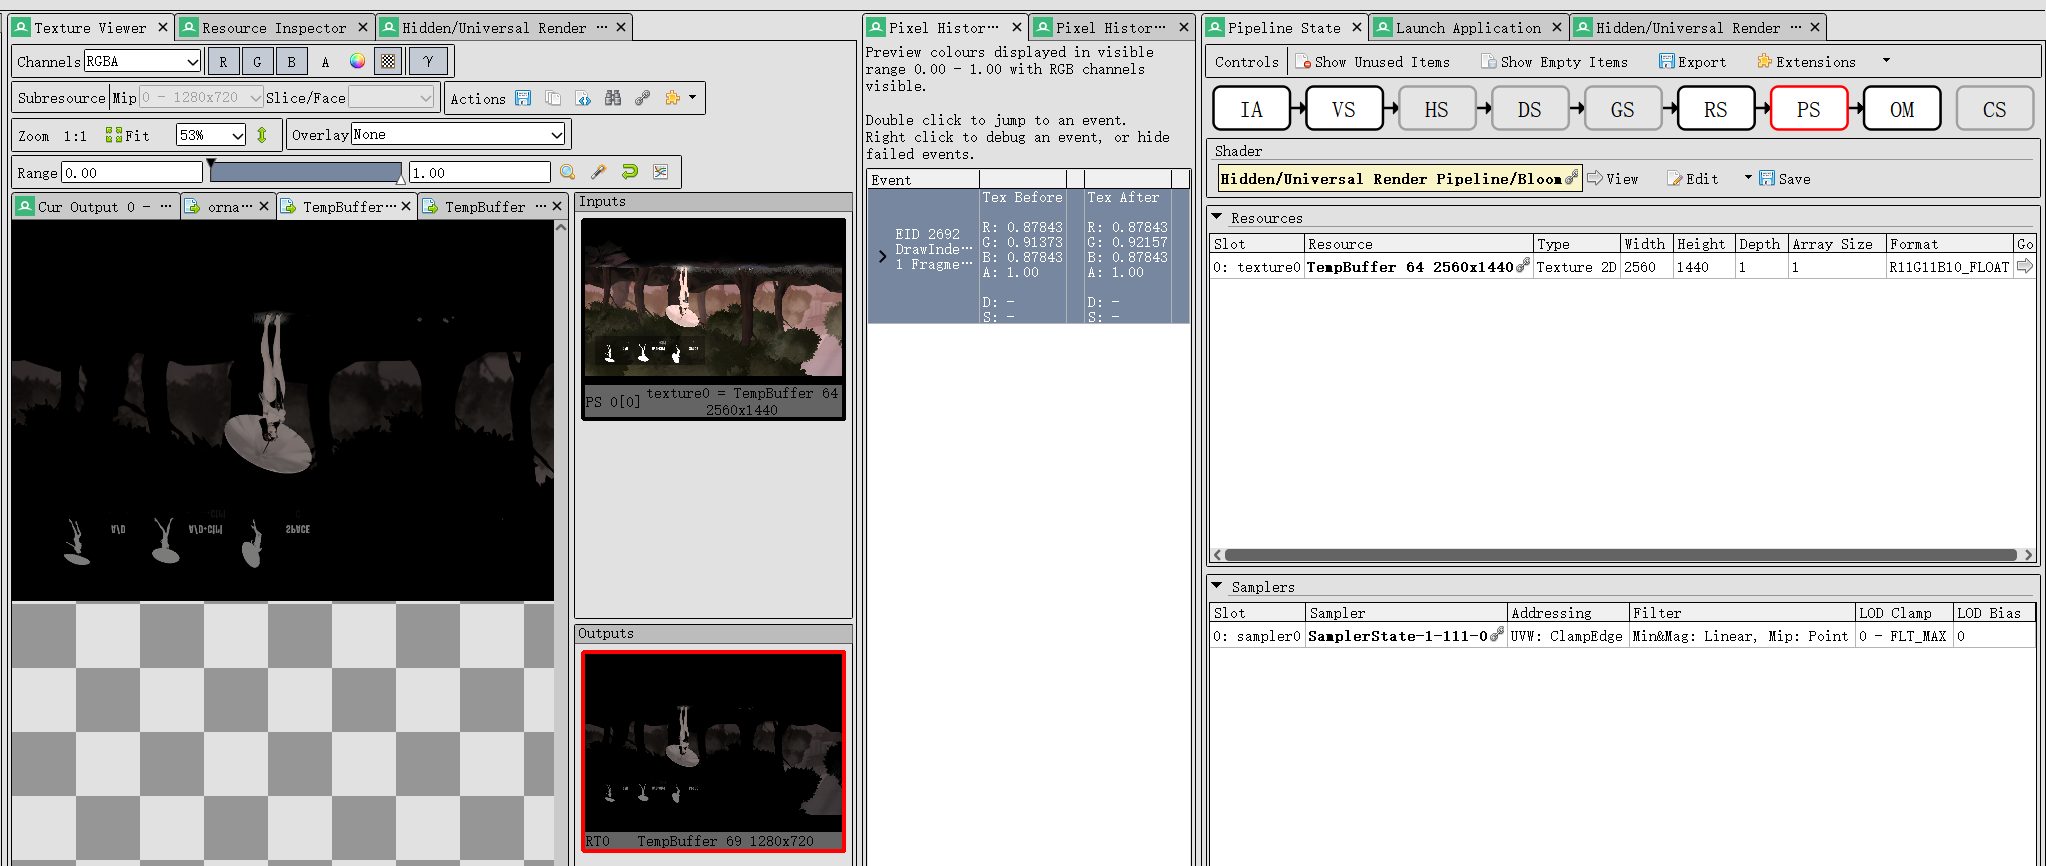 Texture Viewer
Resource Inspector
Hidden/Universal Render ···
Channels RGBA R G B A γ
Subresource Mip 0 - 1280x720 Slice/Face Actions
Zoom 1:1 Fit 53% Overlay None
Range 0.00 1.00
Cur Output 0 - ···
orna···
TempBuffer···
TempBuffer ···
A/D
A/D+Ctrl
SPACE
Inputs
PS 0[0] texture0 = TempBuffer 64
2560x1440
Outputs
RT0 TempBuffer 69 1280x720
Pixel Histor···
Pixel Histor···
Preview colours displayed in visible
range 0.00 - 1.00 with RGB channels
visible.
Double click to jump to an event.
Right click to debug an event, or hide
failed events.
Event
Tex Before Tex After
EID 2692
DrawInde···
1 Fragme···
R: 0.87843 R: 0.87843
G: 0.91373 G: 0.92157
B: 0.87843 B: 0.87843
A: 1.00 A: 1.00
D: - D: -
S: - S: -
Pipeline State
Launch Application
Hidden/Universal Render ···
Controls Show Unused Items Show Empty Items Export Extensions
IA VS HS DS GS RS PS OM CS
Shader
Hidden/Universal Render Pipeline/Bloom View Edit Save
Resources
Slot Resource Type Width Height Depth Array Size Format Go
0: texture0 TempBuffer 64 2560x1440 Texture 2D 2560 1440 1 1 R11G11B10_FLOAT
Samplers
Slot Sampler Addressing Filter LOD Clamp LOD Bias
0: sampler0 SamplerState-1-111-0 UVW: ClampEdge Min&Mag: Linear, Mip: Point 0 - FLT_MAX 0